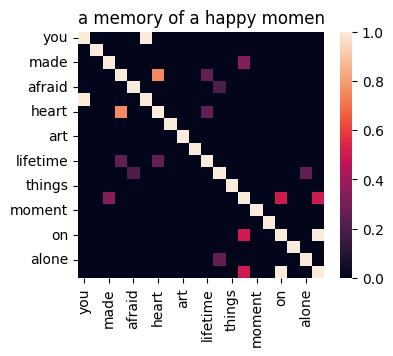 a memory of a happy momen
you
made
afraid
heart
art
lifetime
things
moment
on
alone
1.0
0.8
0.6
0.4
0.2
0.0
you
made
afraid
heart
art
lifetime
things
moment
on
alone